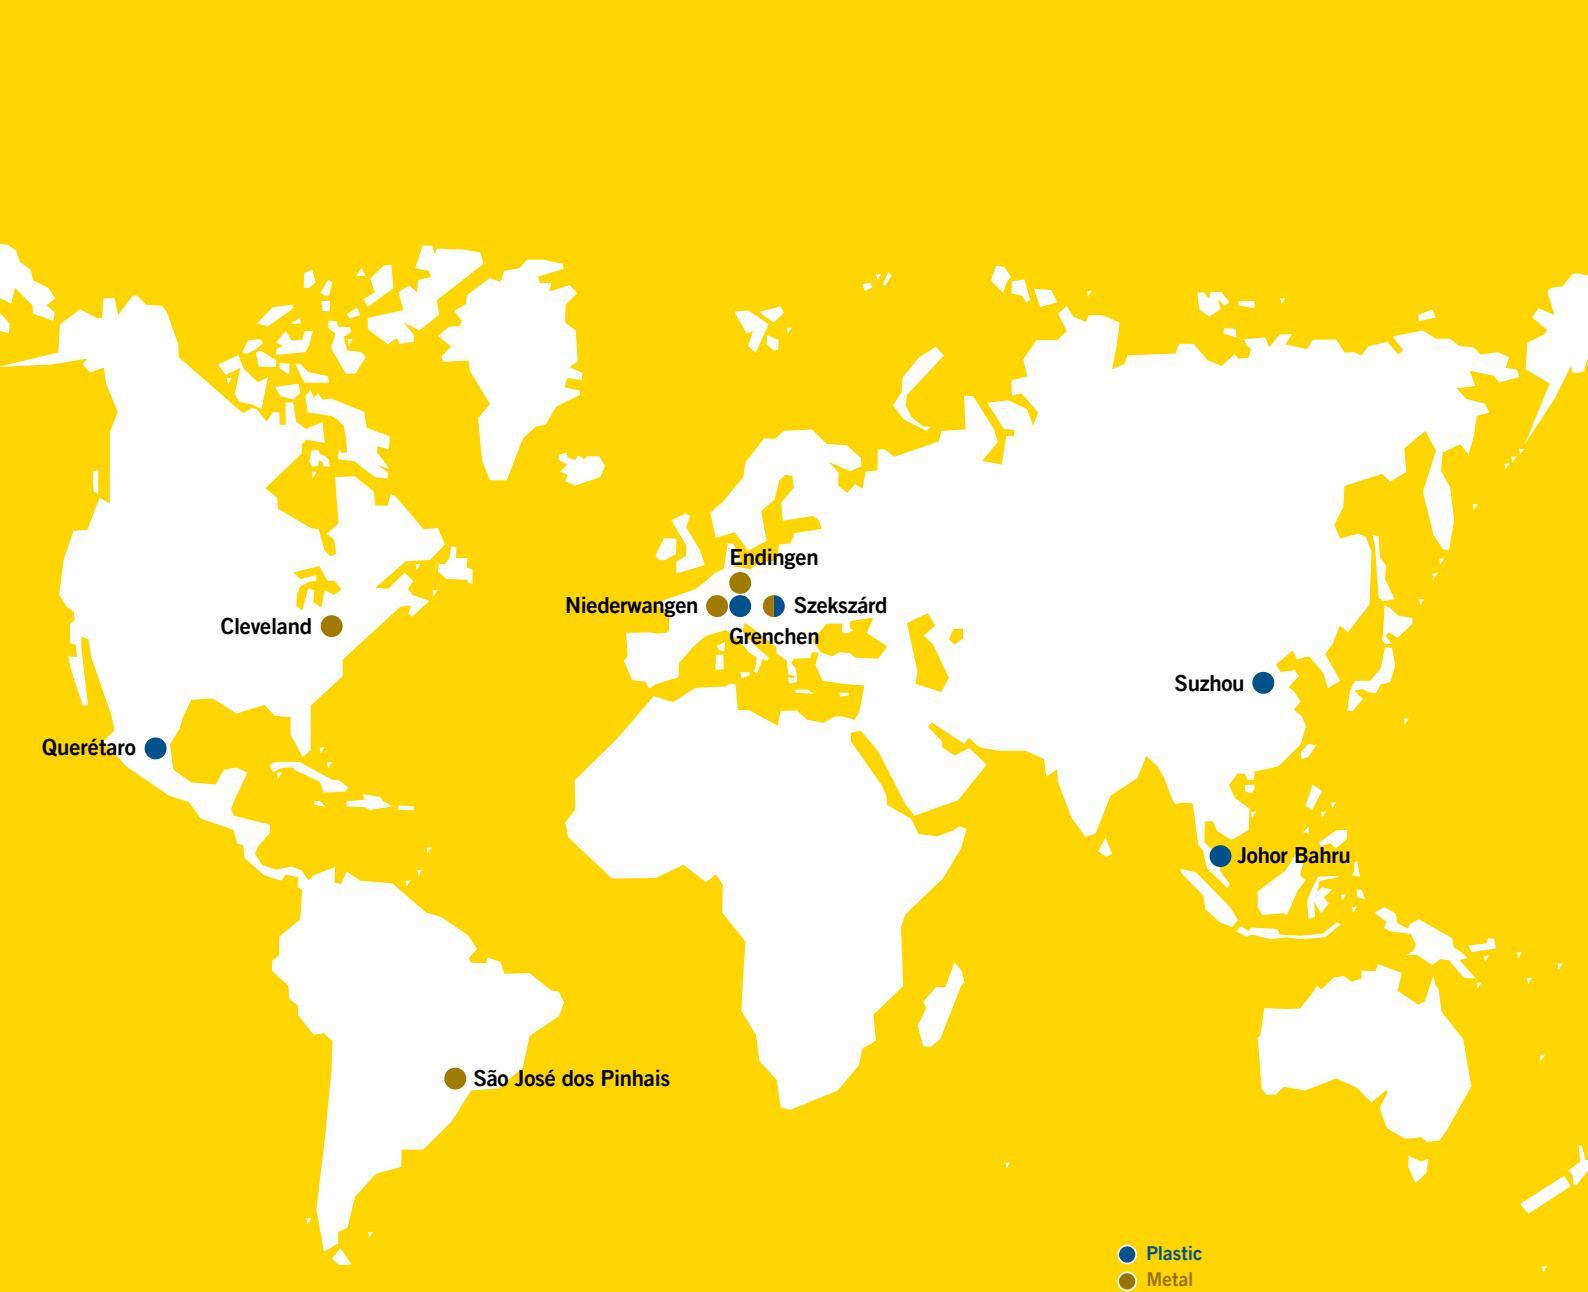 Endingen
Niederwangen
Szekszárd
Cleveland
Grenchen
Suzhou
Querétaro
Johor Bahru
São José dos Pinhais
Plastic
Metal